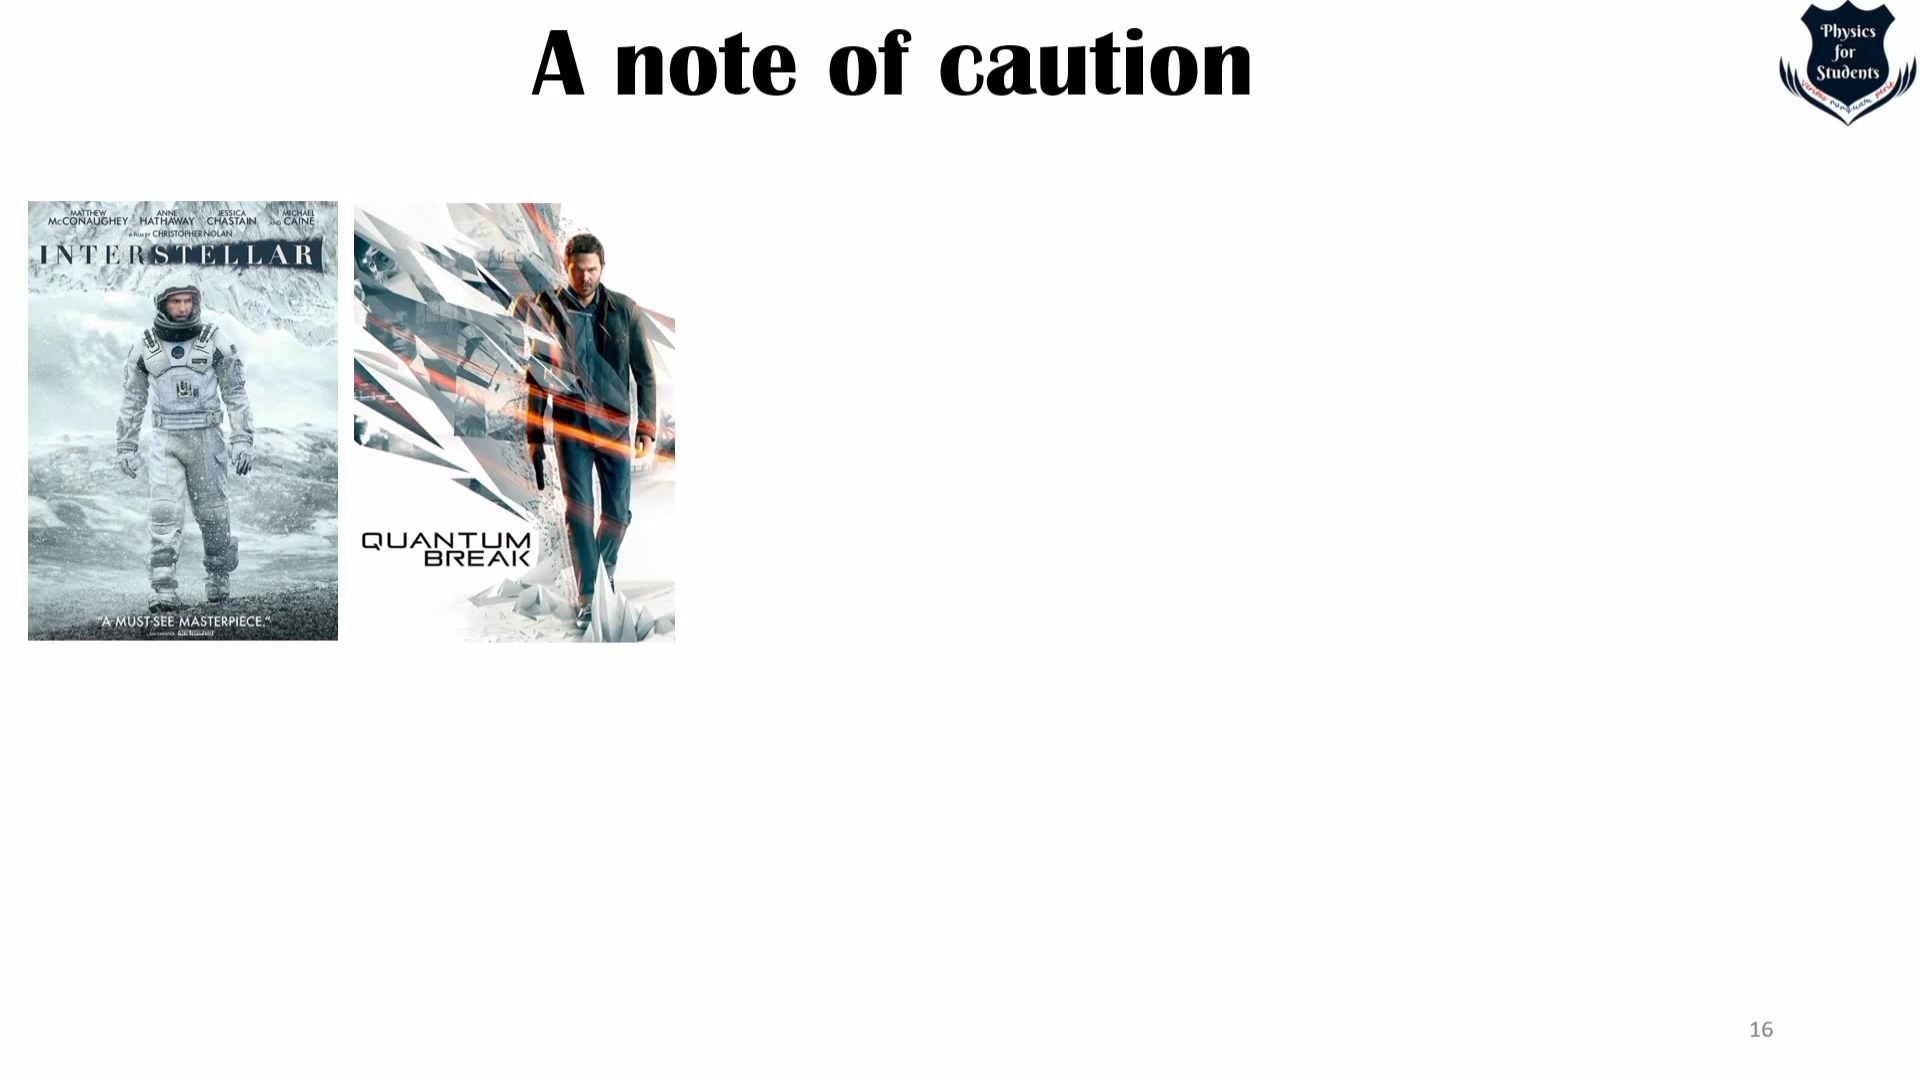 A note of caution
Physics
for
Students
MATTHEW McCONAUGHEY ANNE HATHAWAY JESSICA CHASTAIN AND MICHAEL CAINE
A FILM BY CHRISTOPHER NOLAN
INTERSTELLAR
"A MUST-SEE MASTERPIECE."
QUANTUM
BREAK
16